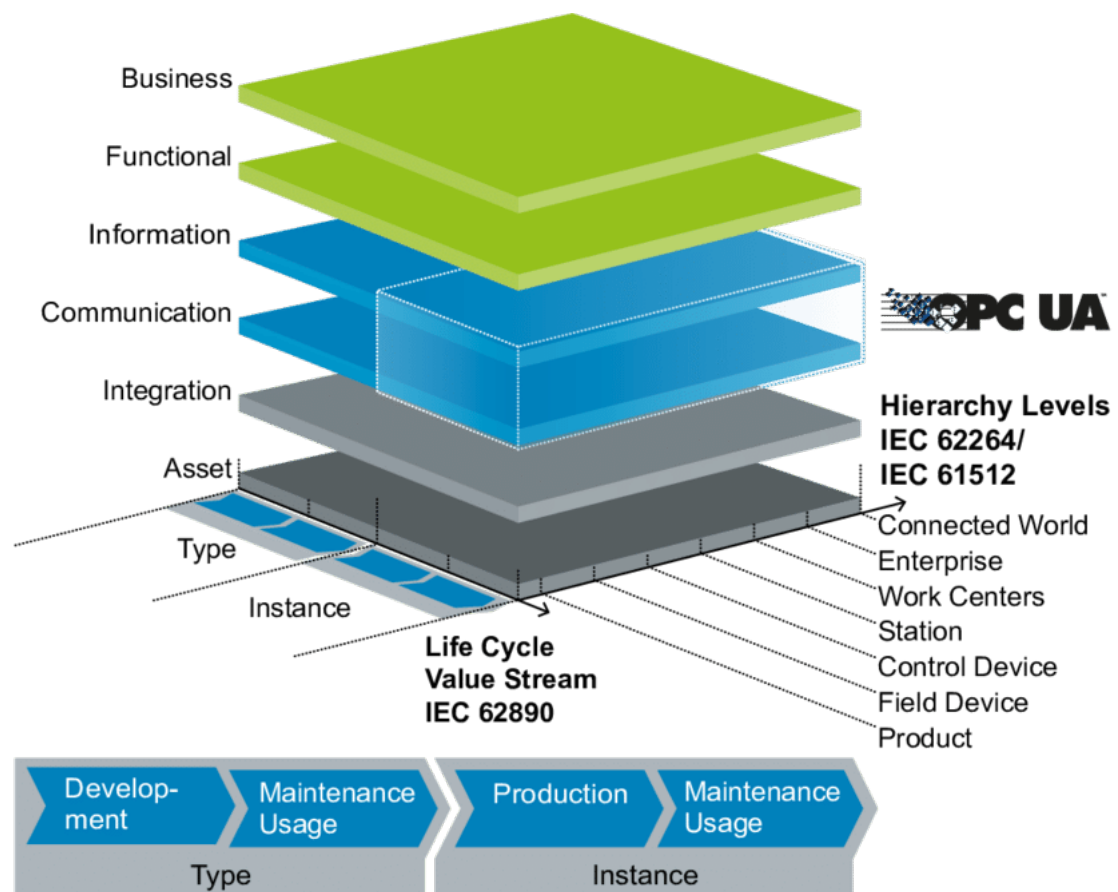 Business
Functional
Information
Communication
Integration
Asset
Type
Instance
OPC UA™
Hierarchy Levels
IEC 62264/
IEC 61512
Connected World
Enterprise
Work Centers
Station
Control Device
Field Device
Product
Life Cycle
Value Stream
IEC 62890
Develop-
ment
Maintenance
Usage
Production
Maintenance
Usage
Type
Instance